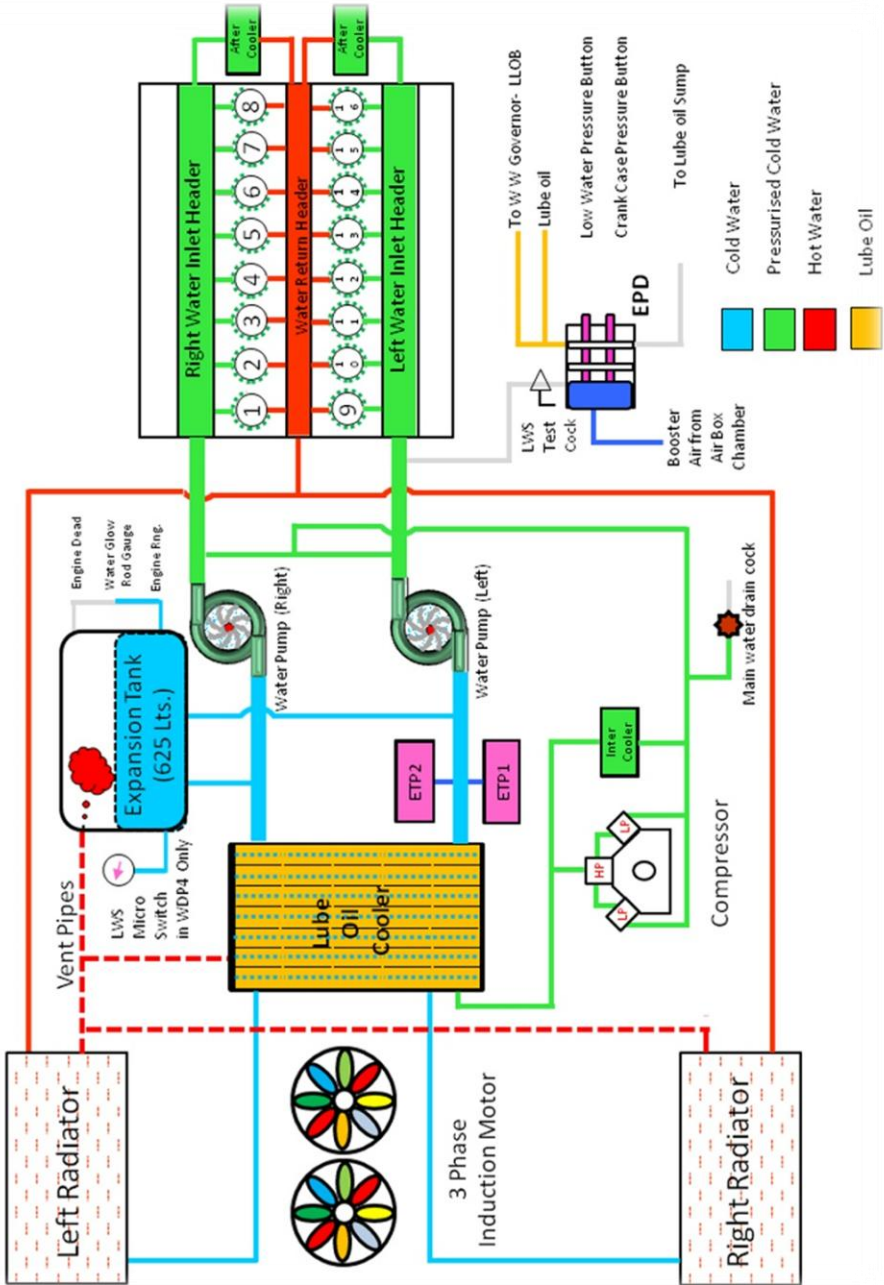 Left Radiator
Right Radiator
3 Phase
Induction Motor
Vent Pipes
LWS
Micro
Switch
in WDP4 Only
Expansion Tank
(625 Lts.)
Engine Dead
Water Glow
Rod Gauge
Engine Rng.
Lube
Oil
Cooler
ETP2
ETP1
Water Pump (Right)
Water Pump (Left)
Compressor
LP
HP
LP
Inter
Cooler
Main water drain cock
After
Cooler
After
Cooler
Right Water Inlet Header
1 2 3 4 5 6 7 8
Water Return Header
9 10 11 12 13 14 15 16
Left Water Inlet Header
LWS
Test
Cock
EPD
Booster
Air from
Air Box
Chamber
To W W Governor- LLOB
Lube oil
Low Water Pressure Button
Crank Case Pressure Button
To Lube oil Sump
Cold Water
Pressurised Cold Water
Hot Water
Lube Oil